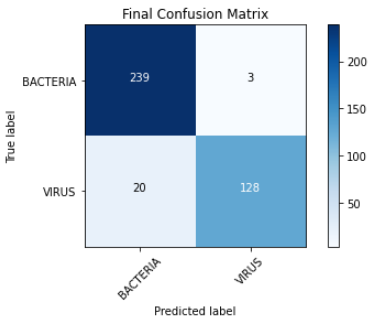 Final Confusion Matrix
BACTERIA
239
3
200
150
True label
100
VIRUS
20
128
50
BACTERIA
VIRUS
Predicted label